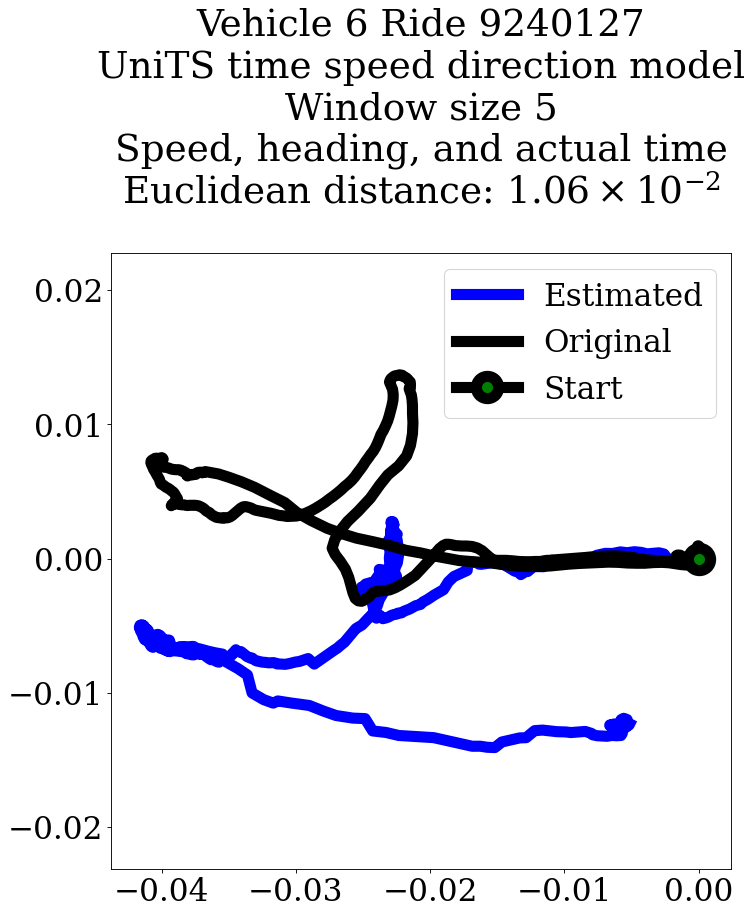 Vehicle 6 Ride 9240127
UniTS time speed direction model
Window size 5
Speed, heading, and actual time
Euclidean distance: 1.06 × 10⁻²
Estimated
Original
Start
0.02
0.01
0.00
−0.01
−0.02
−0.04 −0.03 −0.02 −0.01 0.00